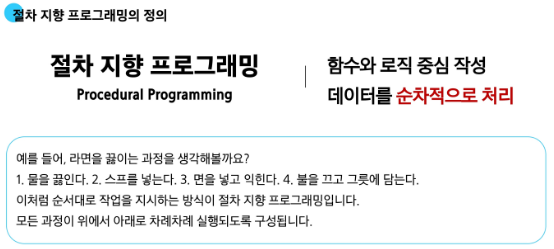 절차 지향 프로그래밍의 정의
절차 지향 프로그래밍
Procedural Programming
함수와 로직 중심 작성
데이터를 순차적으로 처리
예를 들어, 라면을 끓이는 과정을 생각해볼까요?
1. 물을 끓인다. 2. 스프를 넣는다. 3. 면을 넣고 익힌다. 4. 불을 끄고 그릇에 담는다.
이처럼 순서대로 작업을 지시하는 방식이 절차 지향 프로그래밍입니다.
모든 과정이 위에서 아래로 차례차례 실행되도록 구성됩니다.